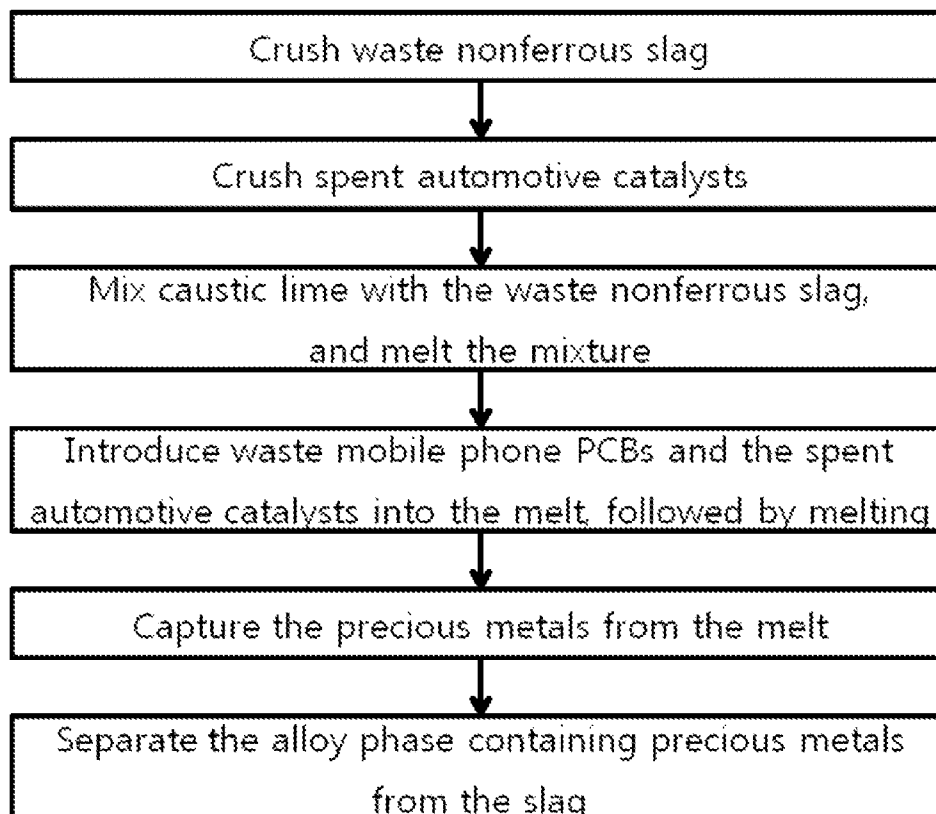 Crush waste nonferrous slag
Crush spent automotive catalysts
Mix caustic lime with the waste nonferrous slag,
and melt the mixture
Introduce waste mobile phone PCBs and the spent
automotive catalysts into the melt, followed by melting
Capture the precious metals from the melt
Separate the alloy phase containing precious metals
from the slag